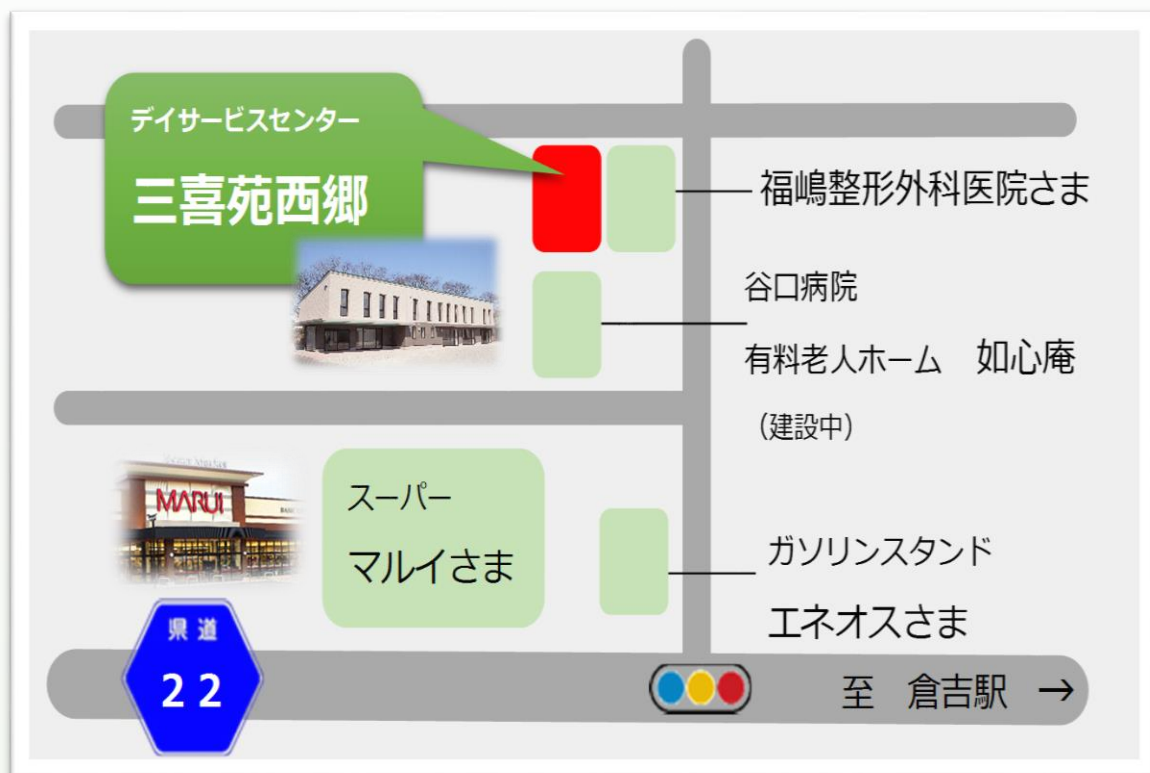 デイサービスセンター
三喜苑西郷
福嶋整形外科医院さま
谷口病院
有料老人ホーム　如心庵
（建設中）
MARUI
スーパー
マルイさま
ガソリンスタンド
エネオスさま
県道
22
至　倉吉駅　→